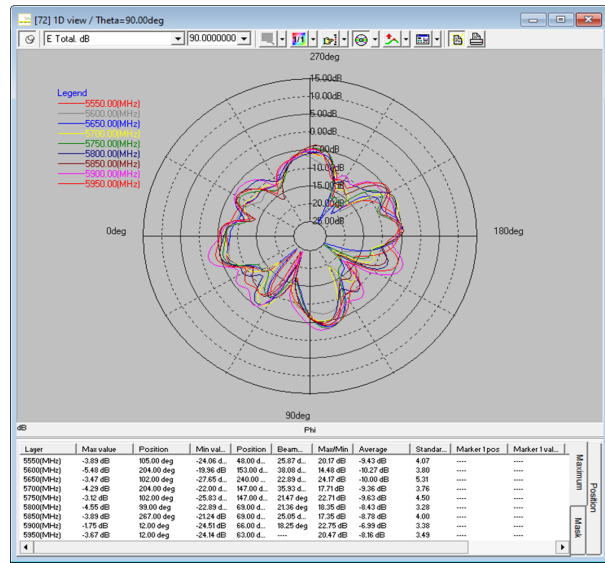 [72] 1D view / Theta=90.00deg
E Total. dB
90.0000000
1/1
270deg
15.00dB
Legend
10.00dB
5550.00(MHz)
5.00dB
5600.00(MHz)
5650.00(MHz)
0.00dB
5700.00(MHz)
5750.00(MHz)
-5.00dB
5800.00(MHz)
5850.00(MHz)
-10.00dB
5900.00(MHz)
5950.00(MHz)
-15.00dB
-20.00dB
-25.00dB
0deg
180deg
90deg
dB
Phi
Layer Max value Position Min val... Position Beam... Max/Min Average Standar... Marker 1 pos Marker 1 val...
5550(MHz) -3.89 dB 105.00 deg -24.06 d... 48.00 d... 25.87 d... 20.17 dB -9.43 dB 4.07 ---- ----
5600(MHz) -5.48 dB 204.00 deg -19.96 dB 153.00 d... 38.08 d... 14.48 dB -10.27 dB 3.80 ---- ----
5650(MHz) -3.47 dB 102.00 deg -27.65 d... 240.00 ... 22.89 d... 24.17 dB -10.00 dB 5.31 ---- ----
5700(MHz) -4.29 dB 204.00 deg -22.00 d... 147.00 d... 35.93 d... 17.71 dB -9.36 dB 3.76 ---- ----
5750(MHz) -3.12 dB 102.00 deg -25.83 d... 147.00 d... 21.47 deg 22.71 dB -9.63 dB 4.50 ---- ----
5800(MHz) -4.55 dB 99.00 deg -22.89 d... 69.00 d... 21.36 deg 18.35 dB -8.43 dB 3.28 ---- ----
5850(MHz) -3.89 dB 267.00 deg -21.24 dB 69.00 d... 25.05 d... 17.35 dB -8.78 dB 4.00 ---- ----
5900(MHz) -1.75 dB 12.00 deg -24.51 dB 66.00 d... 18.25 deg 22.75 dB -6.99 dB 3.38 ---- ----
5950(MHz) -3.67 dB 12.00 deg -24.14 dB 63.00 d... ---- 20.47 dB -8.16 dB 3.49 ---- ----
Maximum
Mask
Position